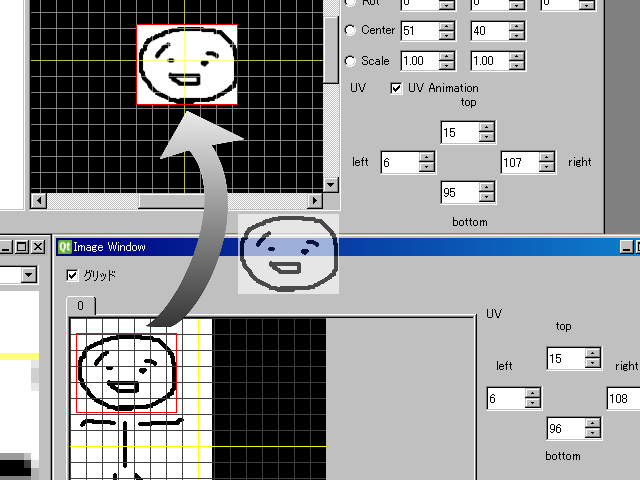 Rot 0 0 0
Center 51 40
Scale 1.00 1.00
UV UV Animation
top
15
left 6 107 right
95
bottom
Image Window
グリッド
0
UV
top
15
left right
6 108
96
bottom